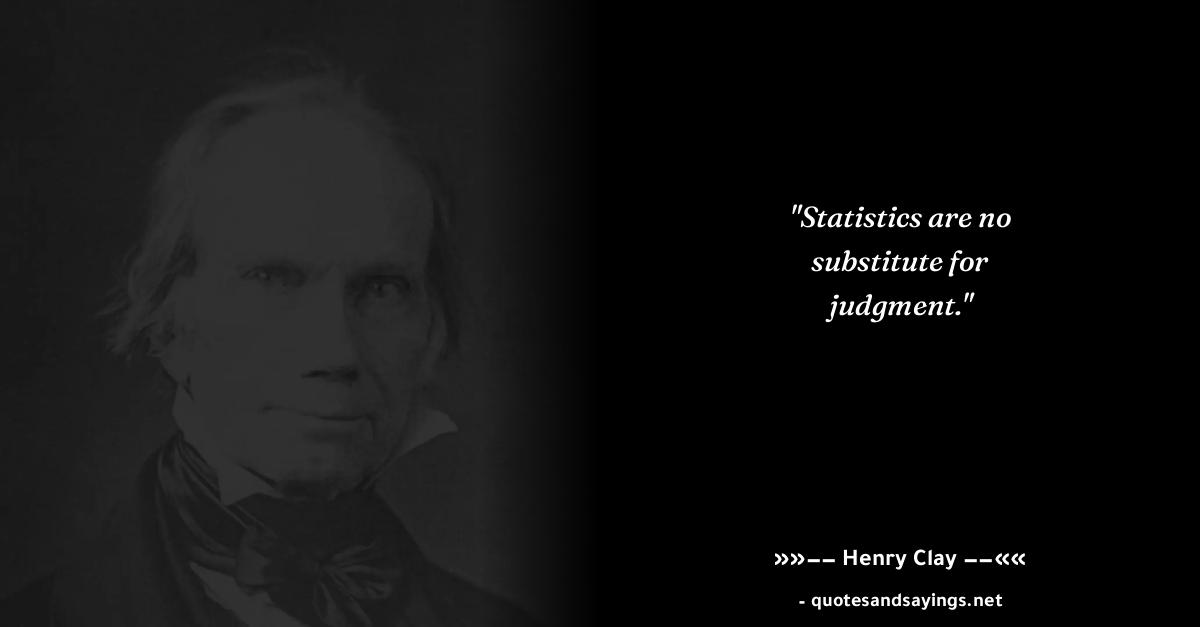 "Statistics are no
substitute for
judgment."
»»–– Henry Clay ––««
- quotesandsayings.net